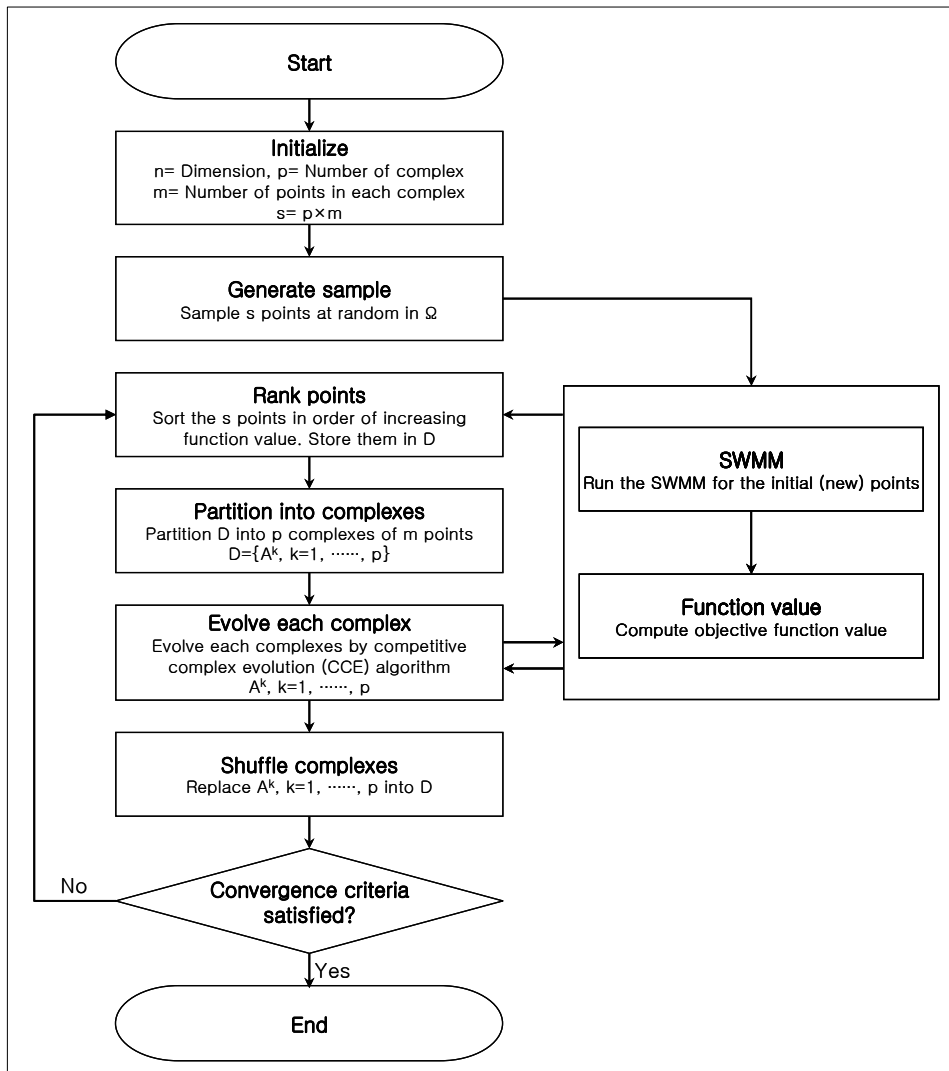 Start
Initialize
n= Dimension, p= Number of complex
m= Number of points in each complex
s= p×m
Generate sample
Sample s points at random in Ω
Rank points
Sort the s points in order of increasing
function value. Store them in D
Partition into complexes
Partition D into p complexes of m points
D={Aᵏ, k=1, ……, p}
Evolve each complex
Evolve each complexes by competitive
complex evolution (CCE) algorithm
Aᵏ, k=1, ……, p
Shuffle complexes
Replace Aᵏ, k=1, ……, p into D
Convergence criteria
satisfied?
No
Yes
End
SWMM
Run the SWMM for the initial (new) points
Function value
Compute objective function value